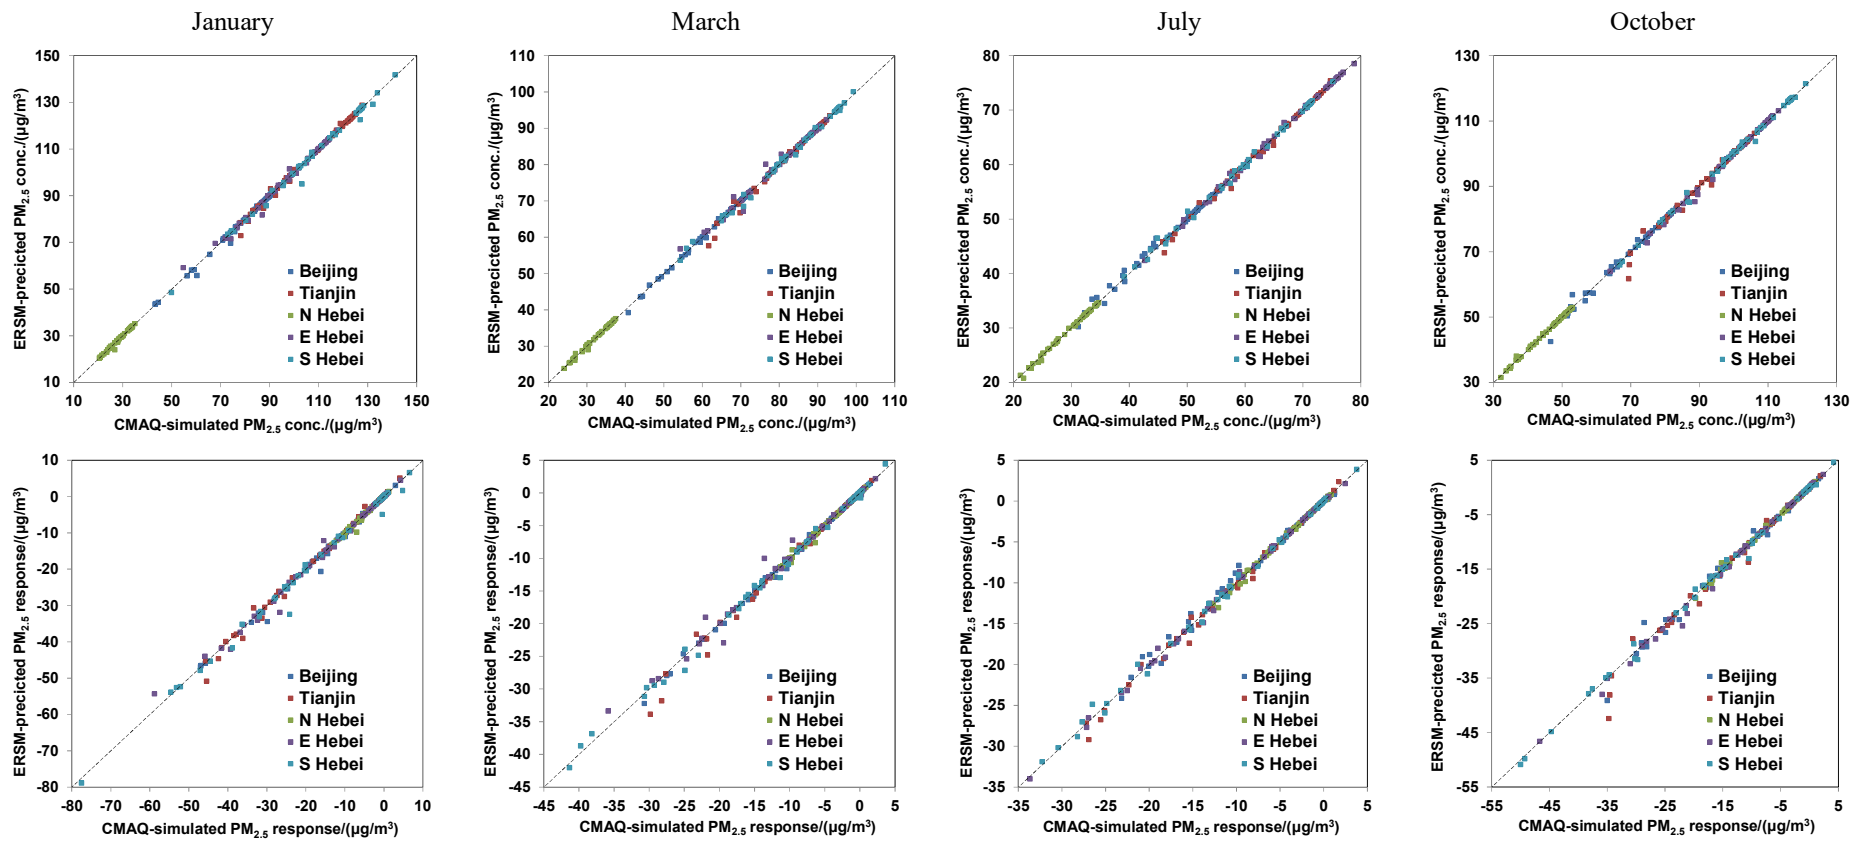 January
March
July
October
ERSM-precicted PM2.5 conc./(µg/m³)
150
130
110
90
70
50
30
10
Beijing
Tianjin
N Hebei
E Hebei
S Hebei
10 30 50 70 90 110 130 150
CMAQ-simulated PM2.5 conc./(µg/m³)
ERSM-precicted PM2.5 conc./(µg/m³)
110
100
90
80
70
60
50
40
30
20
Beijing
Tianjin
N Hebei
E Hebei
S Hebei
20 30 40 50 60 70 80 90 100 110
CMAQ-simulated PM2.5 conc./(µg/m³)
ERSM-precicted PM2.5 conc./(µg/m³)
80
70
60
50
40
30
20
Beijing
Tianjin
N Hebei
E Hebei
S Hebei
20 30 40 50 60 70 80
CMAQ-simulated PM2.5 conc./(µg/m³)
ERSM-precicted PM2.5 conc./(µg/m³)
130
110
90
70
50
30
Beijing
Tianjin
N Hebei
E Hebei
S Hebei
30 50 70 90 110 130
CMAQ-simulated PM2.5 conc./(µg/m³)
ERSM-precicted PM2.5 response/(µg/m³)
10
0
-10
-20
-30
-40
-50
-60
-70
-80
Beijing
Tianjin
N Hebei
E Hebei
S Hebei
-80 -70 -60 -50 -40 -30 -20 -10 0 10
CMAQ-simulated PM2.5 response/(µg/m³)
ERSM-precicted PM2.5 response/(µg/m³)
5
0
-5
-10
-15
-20
-25
-30
-35
-40
-45
Beijing
Tianjin
N Hebei
E Hebei
S Hebei
-45 -40 -35 -30 -25 -20 -15 -10 -5 0 5
CMAQ-simulated PM2.5 response/(µg/m³)
ERSM-precicted PM2.5 response/(µg/m³)
5
0
-5
-10
-15
-20
-25
-30
-35
Beijing
Tianjin
N Hebei
E Hebei
S Hebei
-35 -30 -25 -20 -15 -10 -5 0 5
CMAQ-simulated PM2.5 response/(µg/m³)
ERSM-precicted PM2.5 response/(µg/m³)
5
-5
-15
-25
-35
-45
-55
Beijing
Tianjin
N Hebei
E Hebei
S Hebei
-55 -45 -35 -25 -15 -5 5
CMAQ-simulated PM2.5 response/(µg/m³)